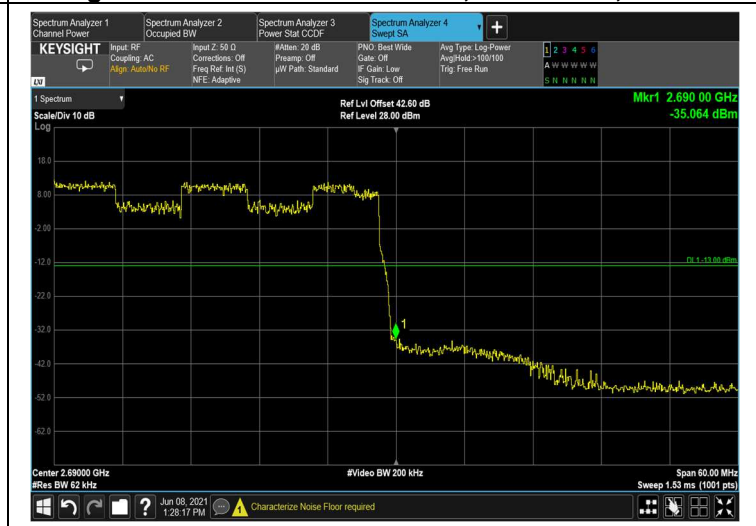 Spectrum Analyzer 1
Channel Power
Spectrum Analyzer 2
Occupied BW
Spectrum Analyzer 3
Power Stat CCDF
Spectrum Analyzer 4
Swept SA
+
KEYSIGHT
LXI
Input: RF
Coupling: AC
Align: Auto/No RF
Input Z: 50 Ω
Corrections: Off
Freq Ref: Int (S)
NFE: Adaptive
#Atten: 20 dB
Preamp: Off
µW Path: Standard
PNO: Best Wide
Gate: Off
IF Gain: Low
Sig Track: Off
Avg Type: Log-Power
Avg|Hold:>100/100
Trig: Free Run
1 2 3 4 5 6
A W W W W W
S N N N N N
1 Spectrum
Scale/Div 10 dB
Log
Ref Lvl Offset 42.60 dB
Ref Level 28.00 dBm
Mkr1 2.690 00 GHz
-35.064 dBm
18.0
8.00
-2.00
-12.0
DL1 -13.00 dBm
-22.0
-32.0
1
-42.0
-52.0
-62.0
Center 2.69000 GHz
#Video BW 200 kHz
Span 60.00 MHz
#Res BW 62 kHz
Sweep 1.53 ms (1001 pts)
?
Jun 08, 2021
1:28:17 PM
Characterize Noise Floor required